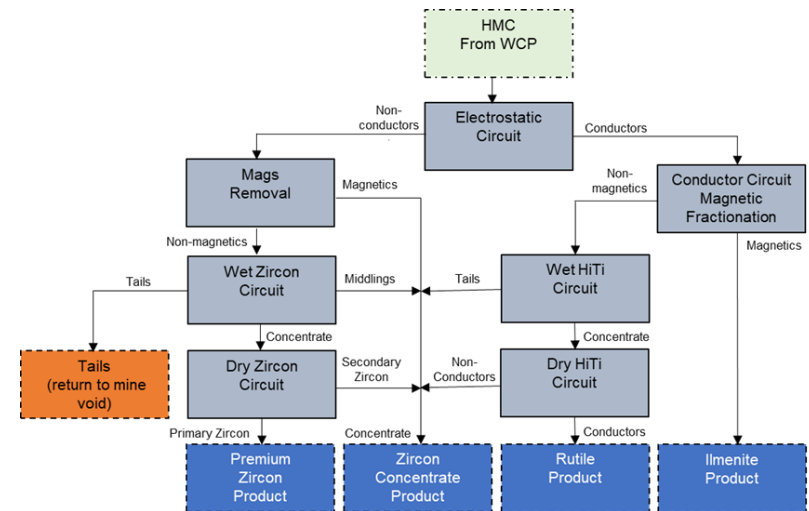 HMC
From WCP
Non-
conductors
Electrostatic
Circuit
Conductors
Mags
Removal
Magnetics
Non-
magnetics
Conductor Circuit
Magnetic
Fractionation
Non-magnetics
Magnetics
Tails
Wet Zircon
Circuit
Middlings
Tails
Wet HiTi
Circuit
Concentrate
Concentrate
Tails
(return to mine
void)
Dry Zircon
Circuit
Secondary
Zircon
Non-
Conductors
Dry HiTi
Circuit
Primary Zircon
Concentrate
Conductors
Premium
Zircon
Product
Zircon
Concentrate
Product
Rutile
Product
Ilmenite
Product